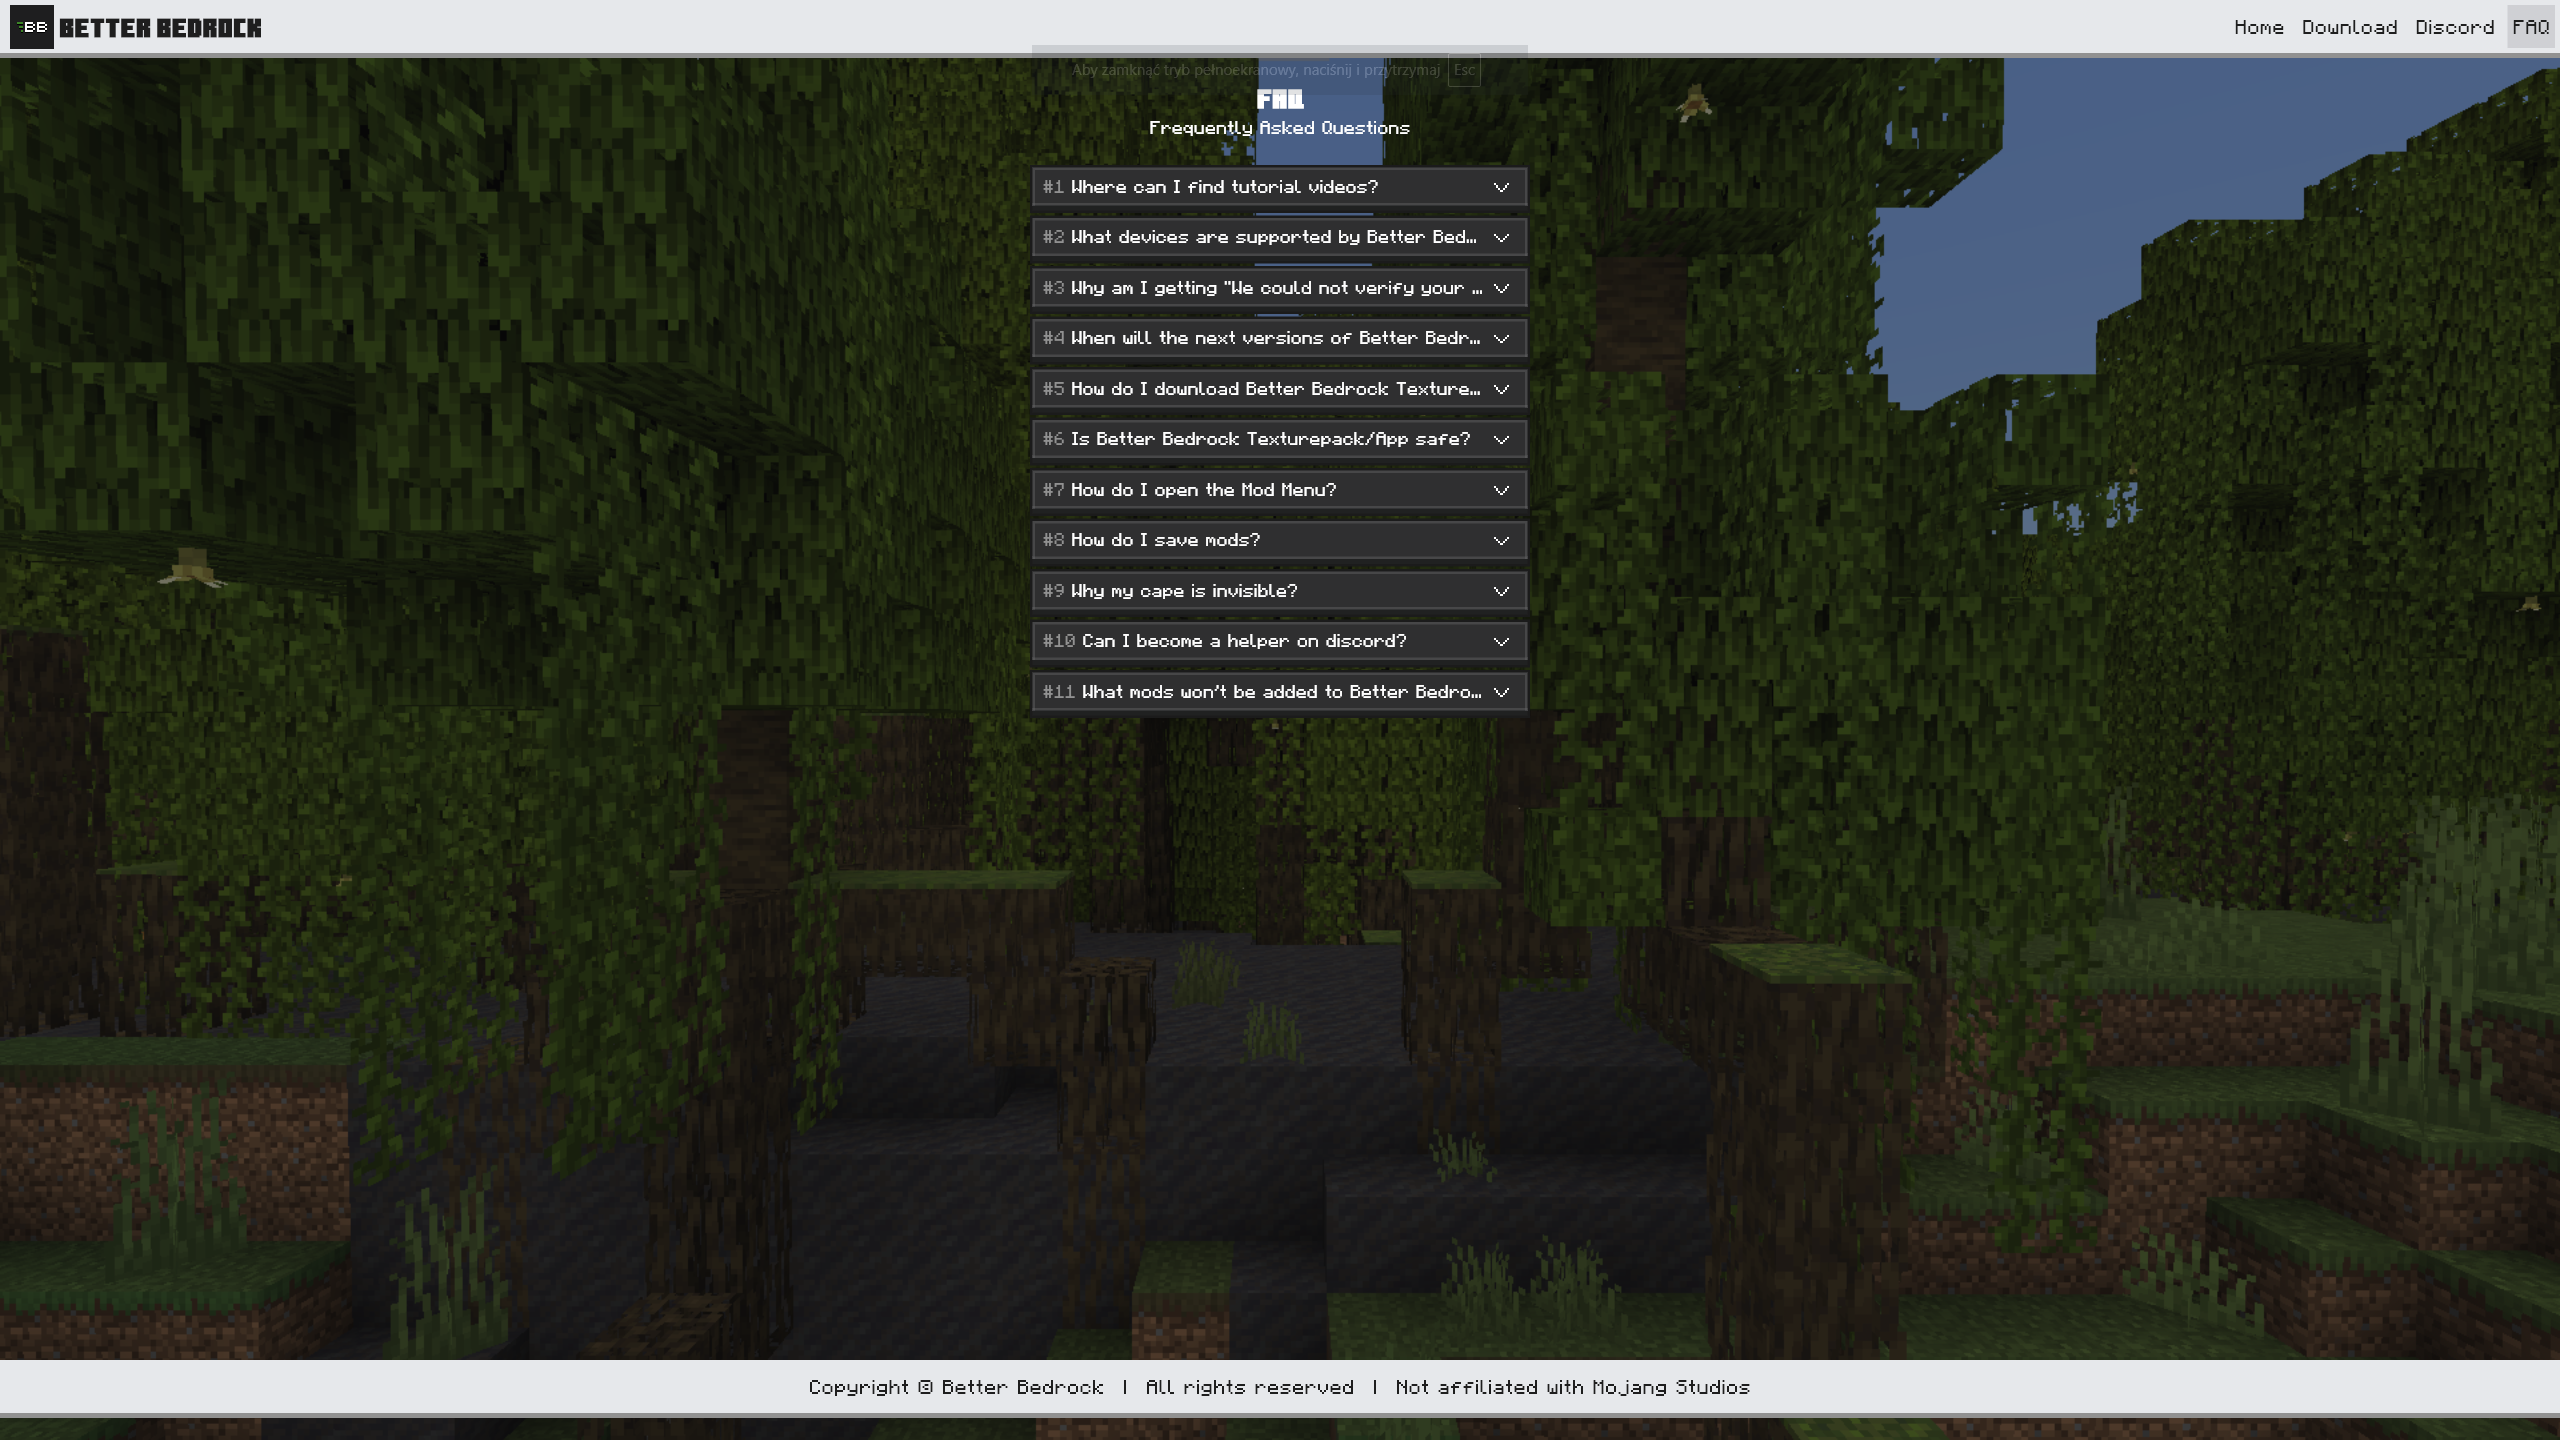 BB BETTER BEDROCK
Home Download Discord FAQ
Aby zamknąć tryb pełnoekranowy, naciśnij i przytrzymaj Esc
FAQ
Frequently Asked Questions
#1 Where can I find tutorial videos?
#2 What devices are supported by Better Bed...
#3 Why am I getting "We could not verify your ...
#4 When will the next versions of Better Bedr...
#5 How do I download Better Bedrock Texture...
#6 Is Better Bedrock Texturepack/App safe?
#7 How do I open the Mod Menu?
#8 How do I save mods?
#9 Why my cape is invisible?
#10 Can I become a helper on discord?
#11 What mods won't be added to Better Bedro...
Copyright © Better Bedrock | All rights reserved | Not affiliated with Mojang Studios